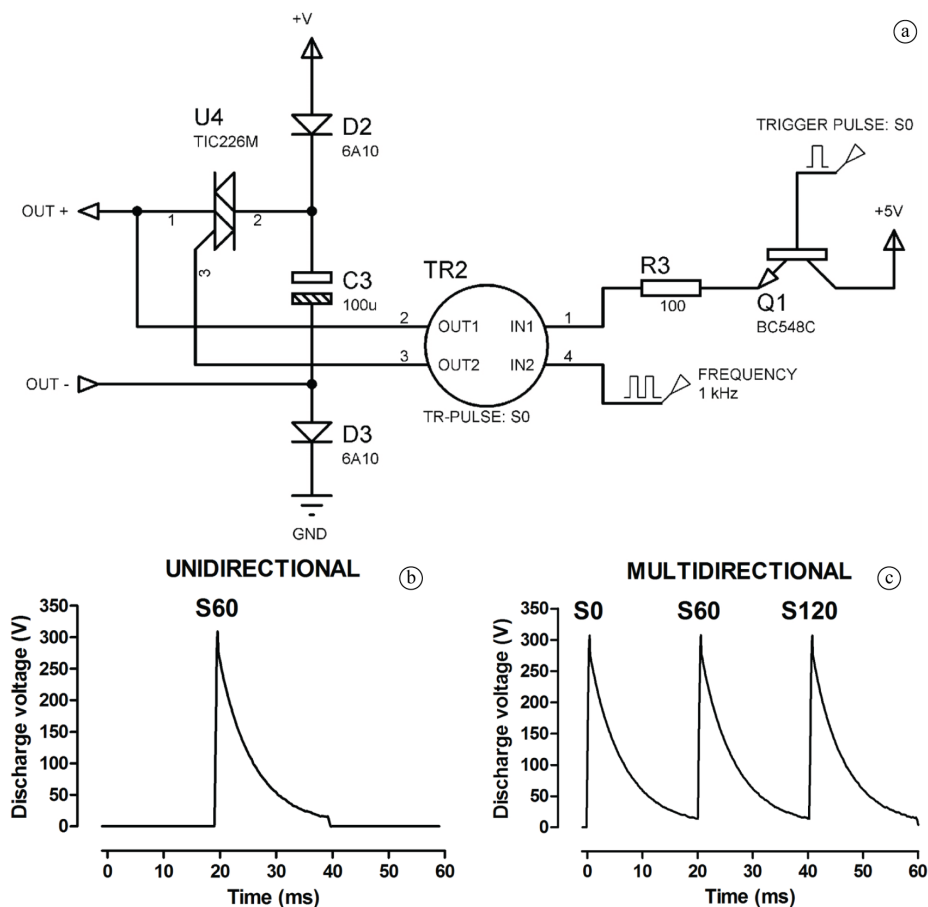 a
+V
U4
TIC226M
D2
6A10
TRIGGER PULSE: S0
OUT +
1
2
3
+5V
C3
100u
TR2
R3
100
Q1
BC548C
2
OUT1
IN1
1
3
OUT2
IN2
4
OUT -
FREQUENCY
1 kHz
TR-PULSE: S0
D3
6A10
GND
UNIDIRECTIONAL
b
S60
Discharge voltage (V)
350
300
250
200
150
100
50
0
0 10 20 30 40 50 60
Time (ms)
MULTIDIRECTIONAL
c
S0 S60 S120
Discharge voltage (V)
350
300
250
200
150
100
50
0
0 10 20 30 40 50 60
Time (ms)